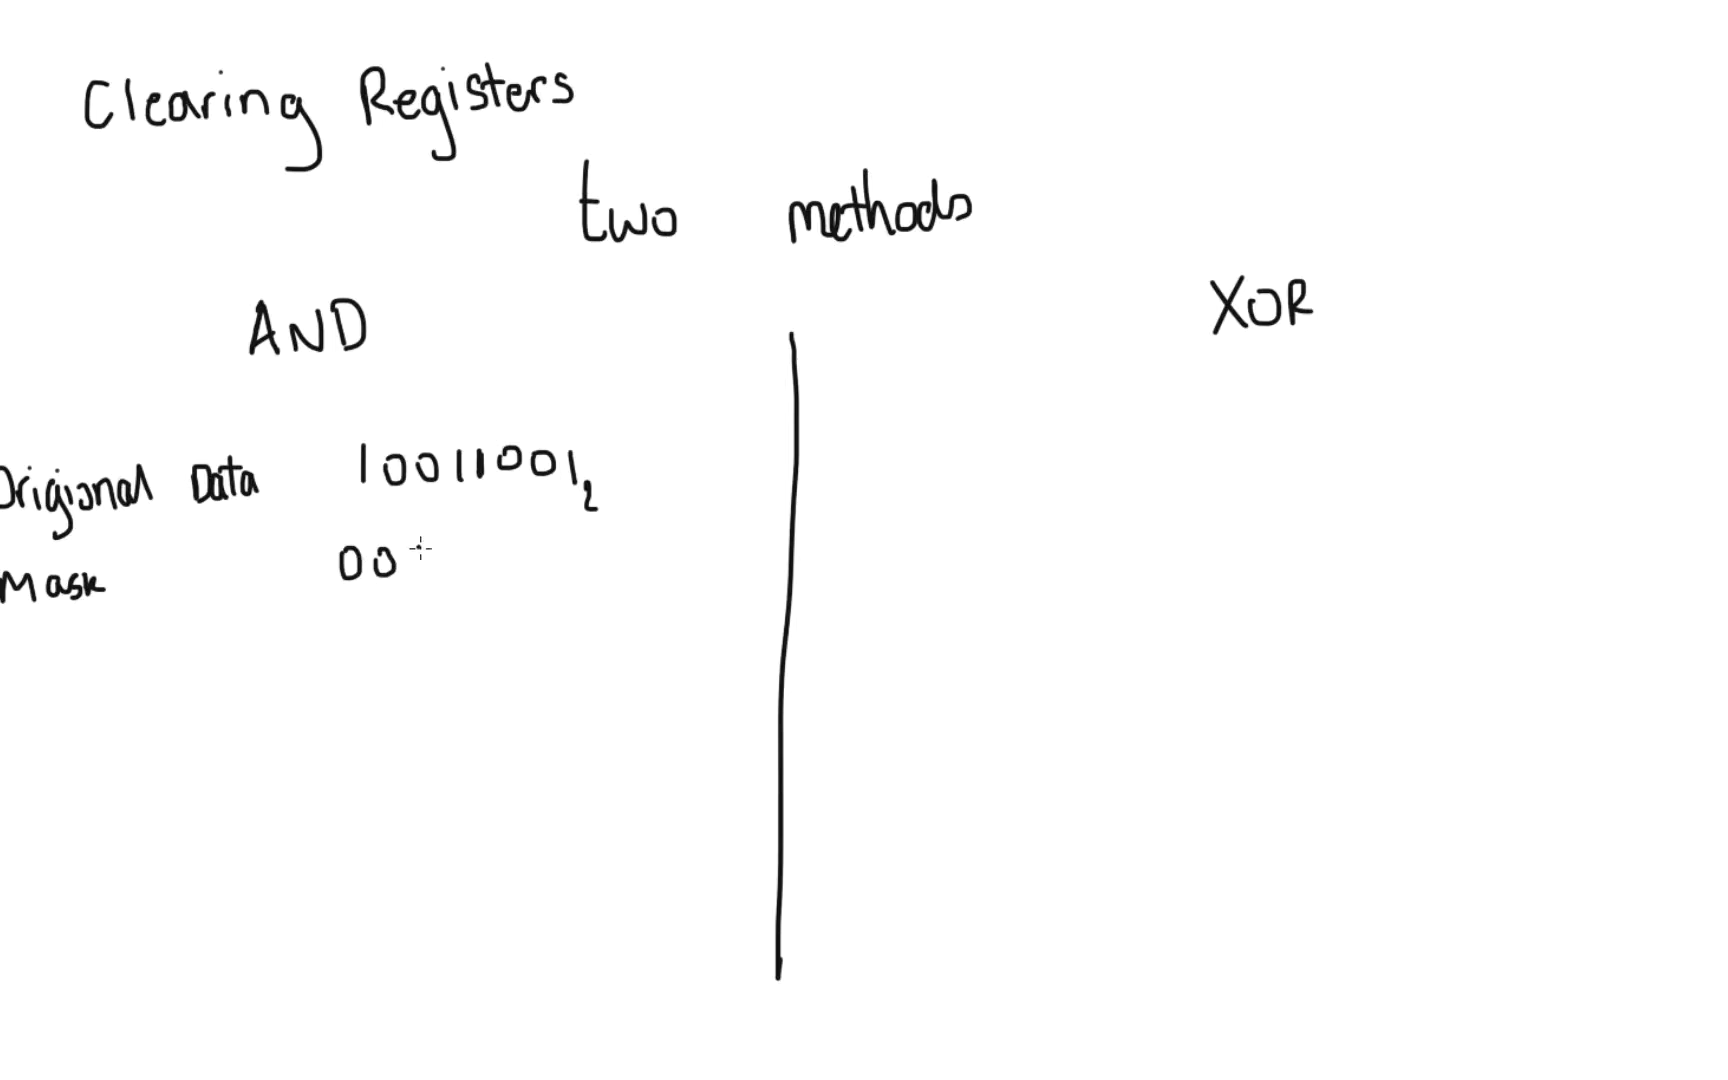 Clearing Registers
two methods
AND
XOR
Origional Data 10011001₂
Mask 00